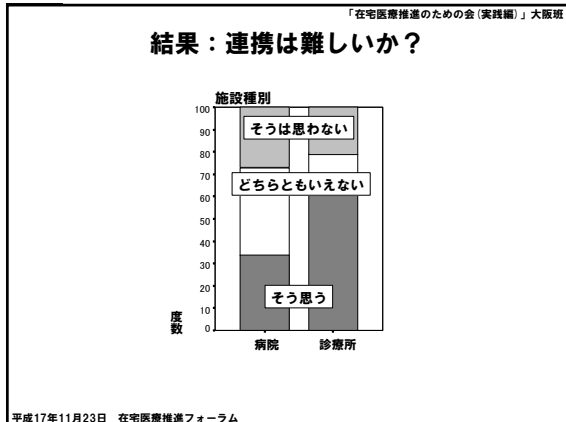 「在宅医療推進のための会(実践編)」大阪班
結果：連携は難しいか？
施設種別
100
90
80
70
60
50
40
30
20
10
0
そうは思わない
どちらともいえない
そう思う
度数
病院
診療所
平成17年11月23日 在宅医療推進フォーラム